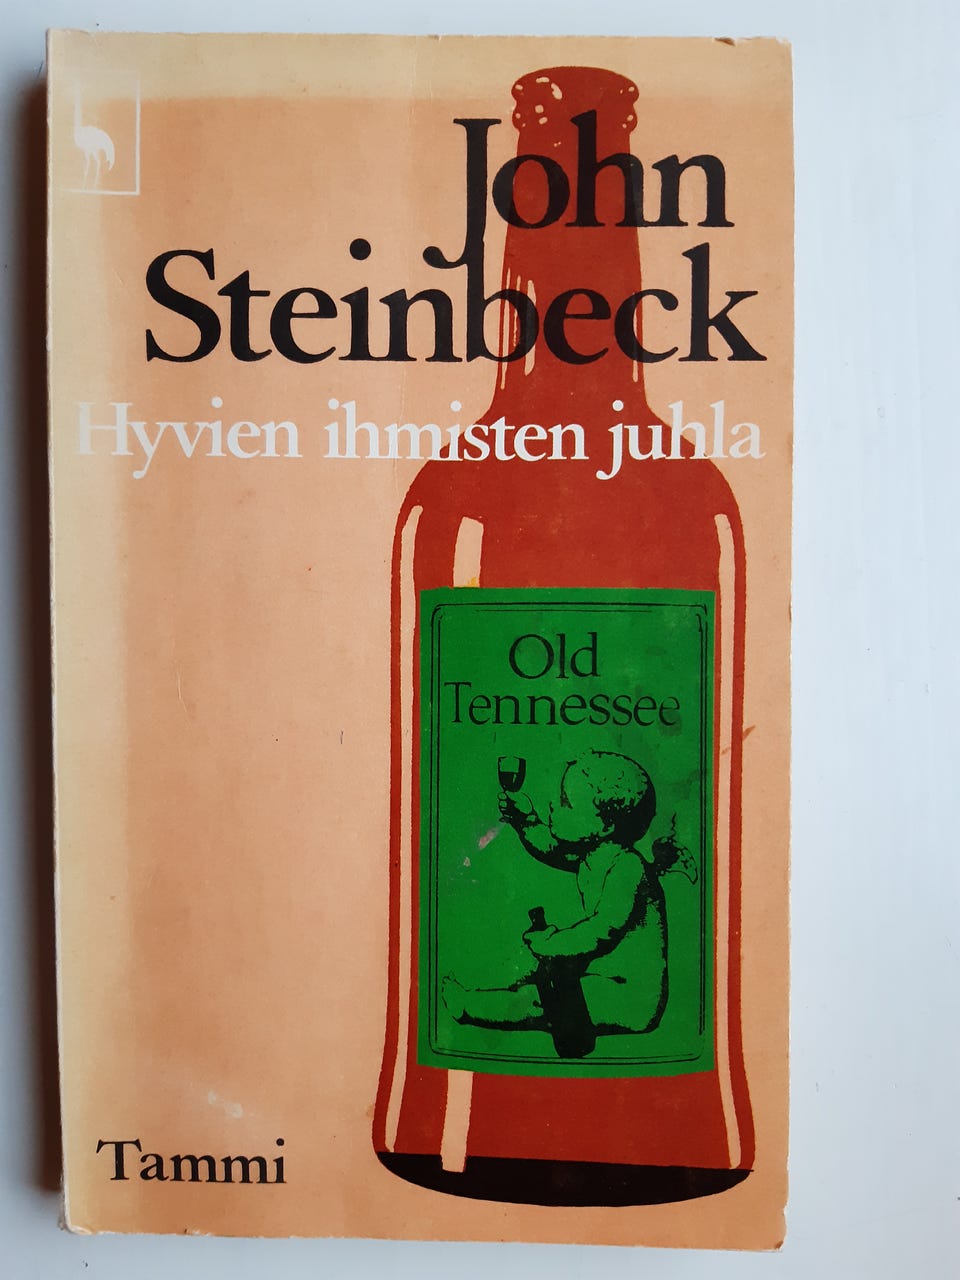 John
Steinbeck
Hyvien ihmisten juhla
Old
Tennessee
Tammi